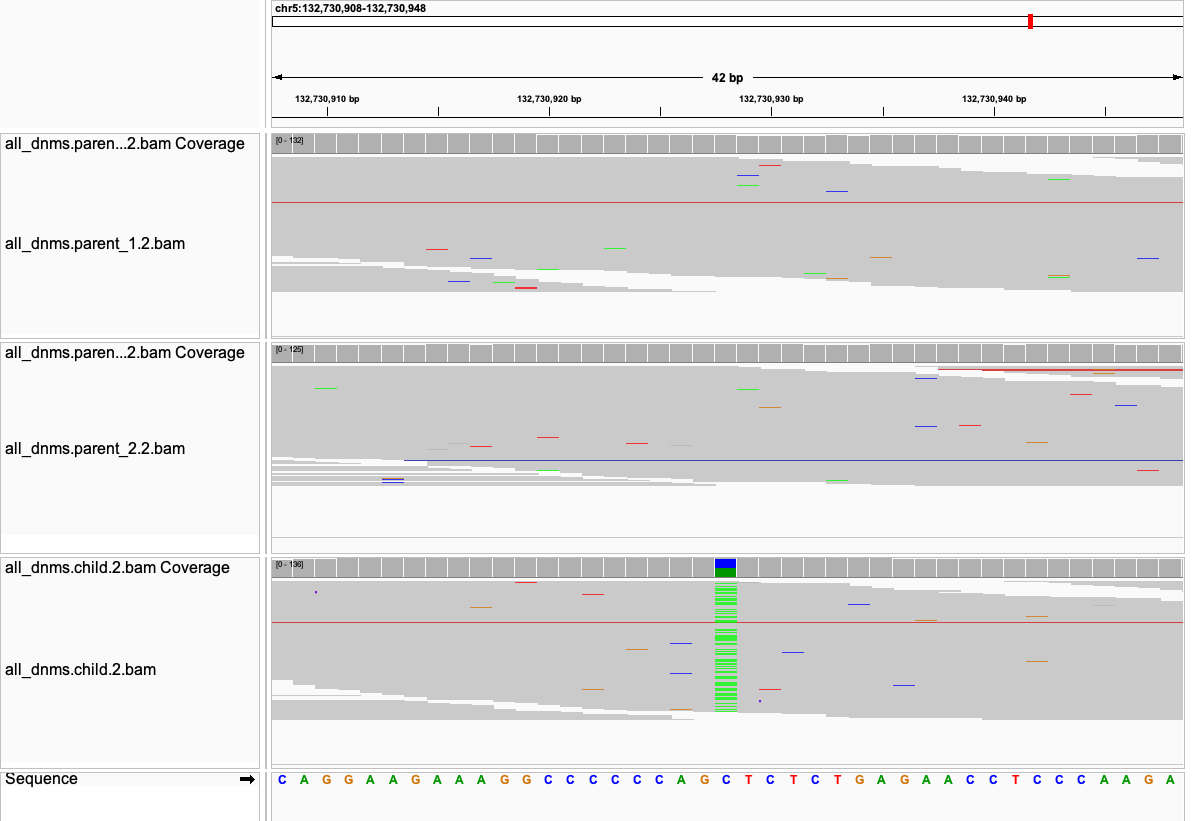 chr5:132,730,908-132,730,948
42 bp
132,730,910 bp 132,730,920 bp 132,730,930 bp 132,730,940 bp
all_dnms.paren...2.bam Coverage
[0 - 132]
all_dnms.parent_1.2.bam
all_dnms.paren...2.bam Coverage
[0 - 125]
all_dnms.parent_2.2.bam
all_dnms.child.2.bam Coverage
[0 - 136]
all_dnms.child.2.bam
Sequence C A G G A A G A A A G G C C C C C C A G C T C T C T G A G A A C C T C C C A A G A